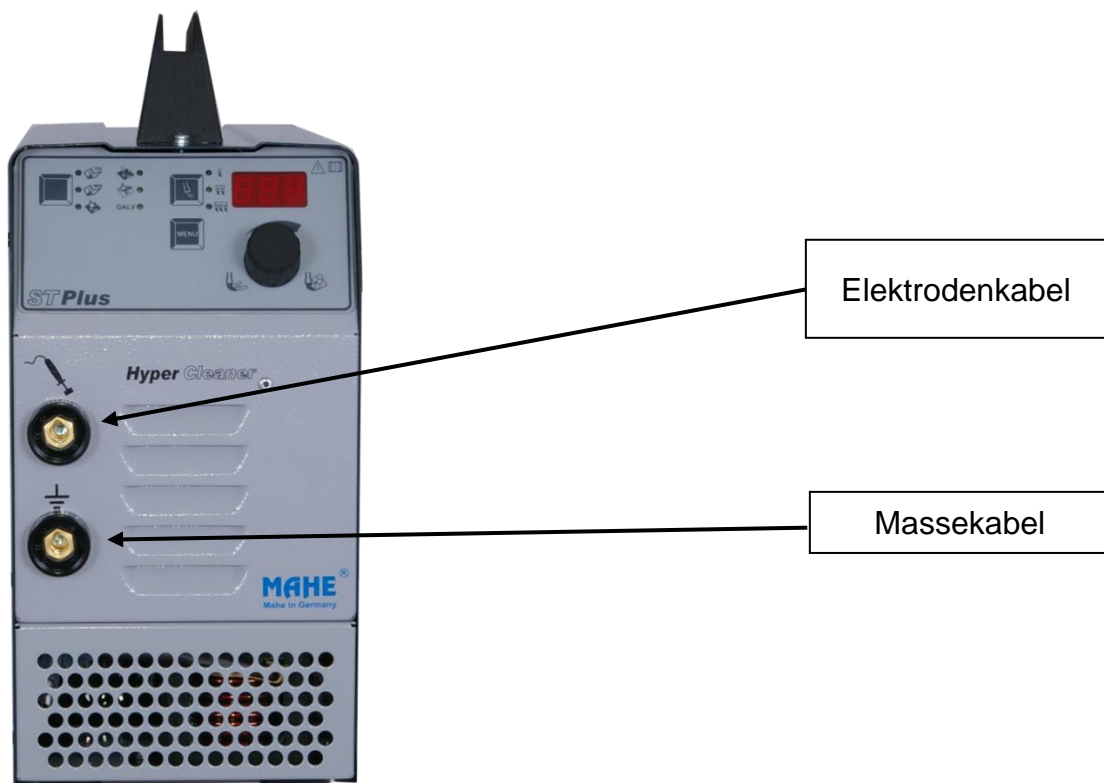 GALV
MENU
ST Plus
Hyper Cleaner
Elektrodenkabel
Massekabel
MAHE®
Mahe in Germany